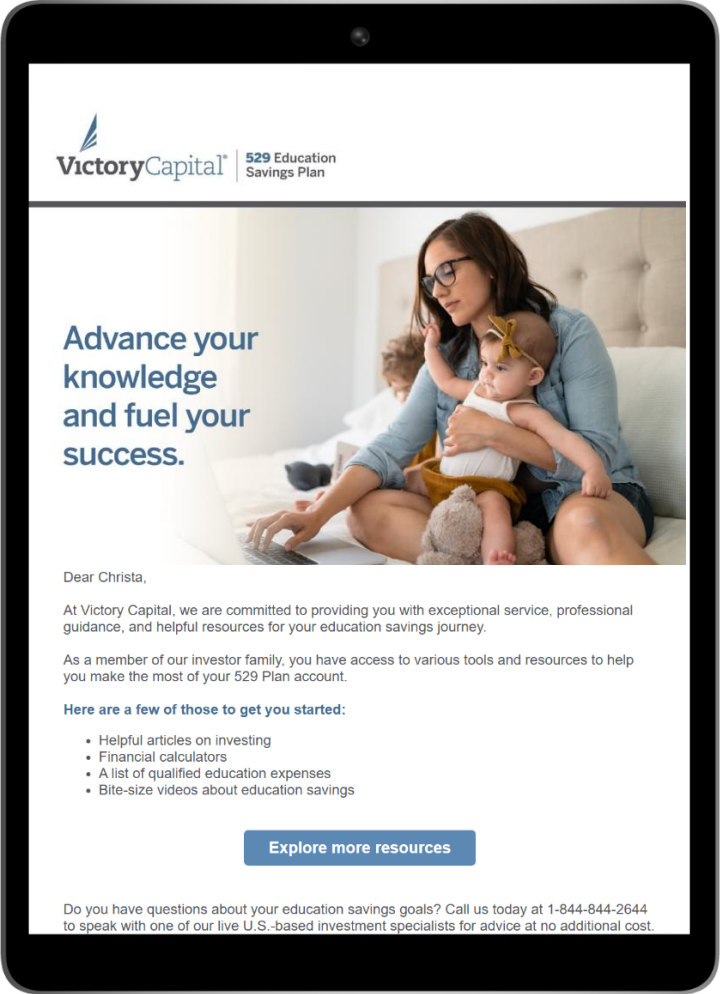 VictoryCapital® 529 Education
Savings Plan
Advance your
knowledge
and fuel your
success.
Dear Christa,
At Victory Capital, we are committed to providing you with exceptional service, professional
guidance, and helpful resources for your education savings journey.
As a member of our investor family, you have access to various tools and resources to help
you make the most of your 529 Plan account.
Here are a few of those to get you started:
• Helpful articles on investing
• Financial calculators
• A list of qualified education expenses
• Bite-size videos about education savings
Explore more resources
Do you have questions about your education savings goals? Call us today at 1-844-844-2644
to speak with one of our live U.S.-based investment specialists for advice at no additional cost.